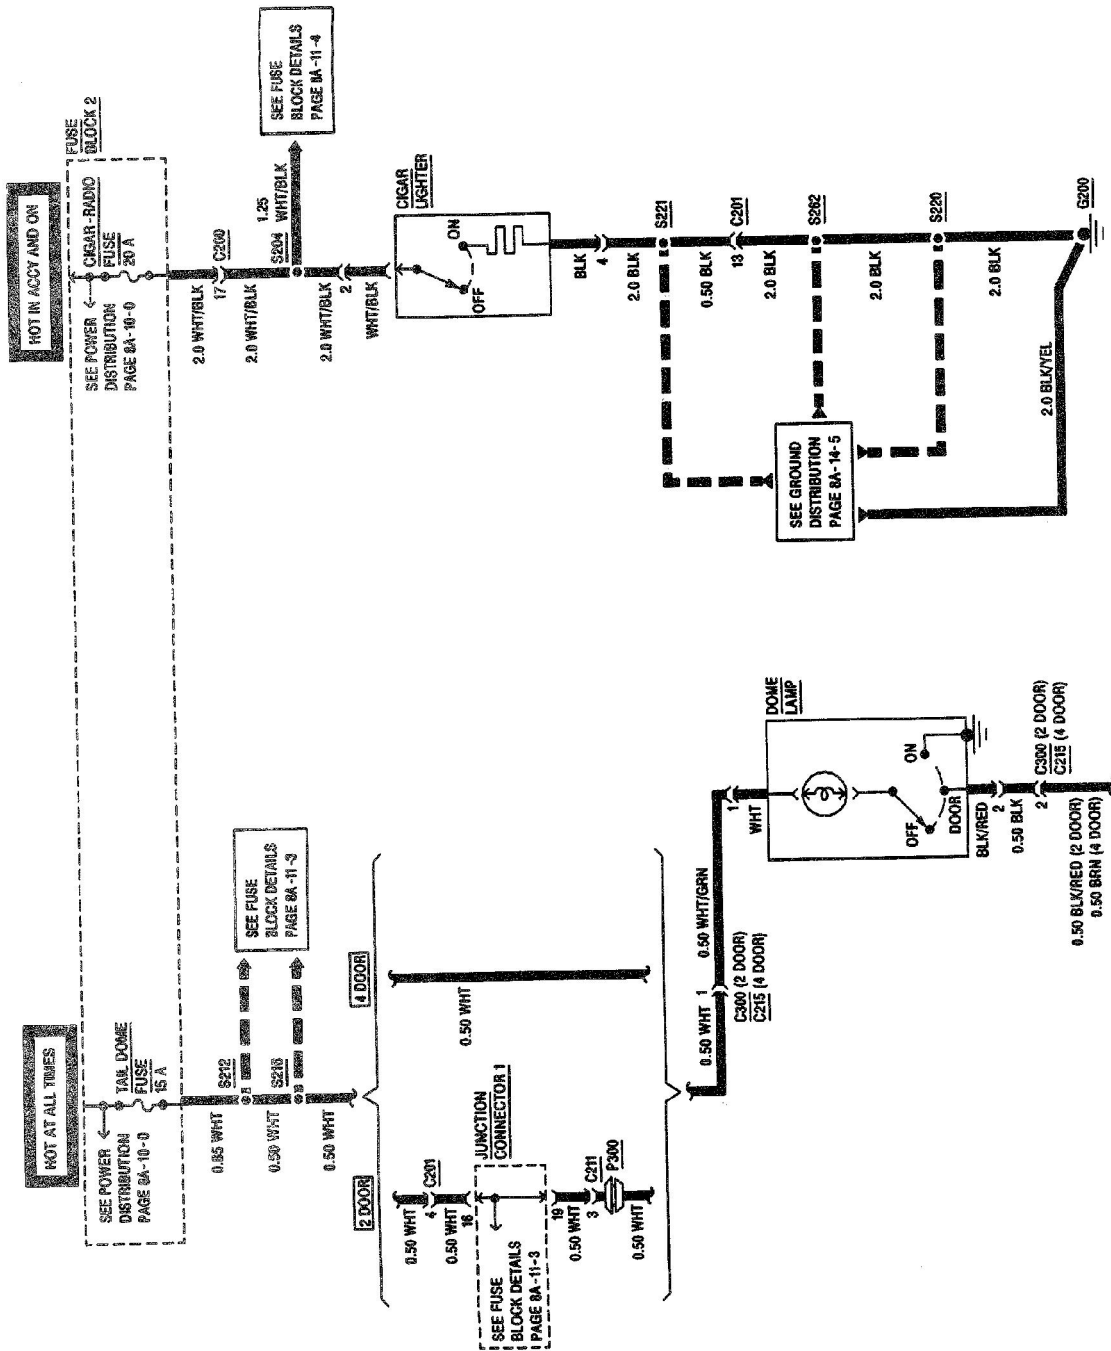 HOT AT ALL TIMES
SEE POWER
DISTRIBUTION
PAGE 8A-10-0
TAIL DOME
FUSE
15 A
HOT IN ACCY AND ON
SEE POWER
DISTRIBUTION
PAGE 8A-10-0
CIGAR-RADIO
FUSE
20 A
FUSE
BLOCK 2
0.85 WHT
S212
0.50 WHT
S215
0.50 WHT
SEE FUSE
BLOCK DETAILS
PAGE 8A-11-3
2.0 WHT/BLK
17
C200
2.0 WHT/BLK
S204
1.25
WHT/BLK
SEE FUSE
BLOCK DETAILS
PAGE 8A-11-4
2.0 WHT/BLK
2
WHT/BLK
CIGAR
LIGHTER
OFF
ON
2 DOOR
4 DOOR
0.50 WHT
4
C201
0.50 WHT
16
JUNCTION
CONNECTOR 1
SEE FUSE
BLOCK DETAILS
PAGE 8A-11-3
19
0.50 WHT
3
C211
P300
0.50 WHT
0.50 WHT
BLK
4
2.0 BLK
S221
0.50 BLK
13
C201
2.0 BLK
S262
2.0 BLK
S220
2.0 BLK
G200
SEE GROUND
DISTRIBUTION
PAGE 8A-14-5
2.0 BLK/YEL
0.50 WHT
1
0.50 WHT/GRN
C300 (2 DOOR)
C215 (4 DOOR)
1
WHT
DOME
LAMP
OFF
DOOR
ON
BLK/RED
2
0.50 BLK
2
C300 (2 DOOR)
C215 (4 DOOR)
0.50 BLK/RED (2 DOOR)
0.50 BRN (4 DOOR)